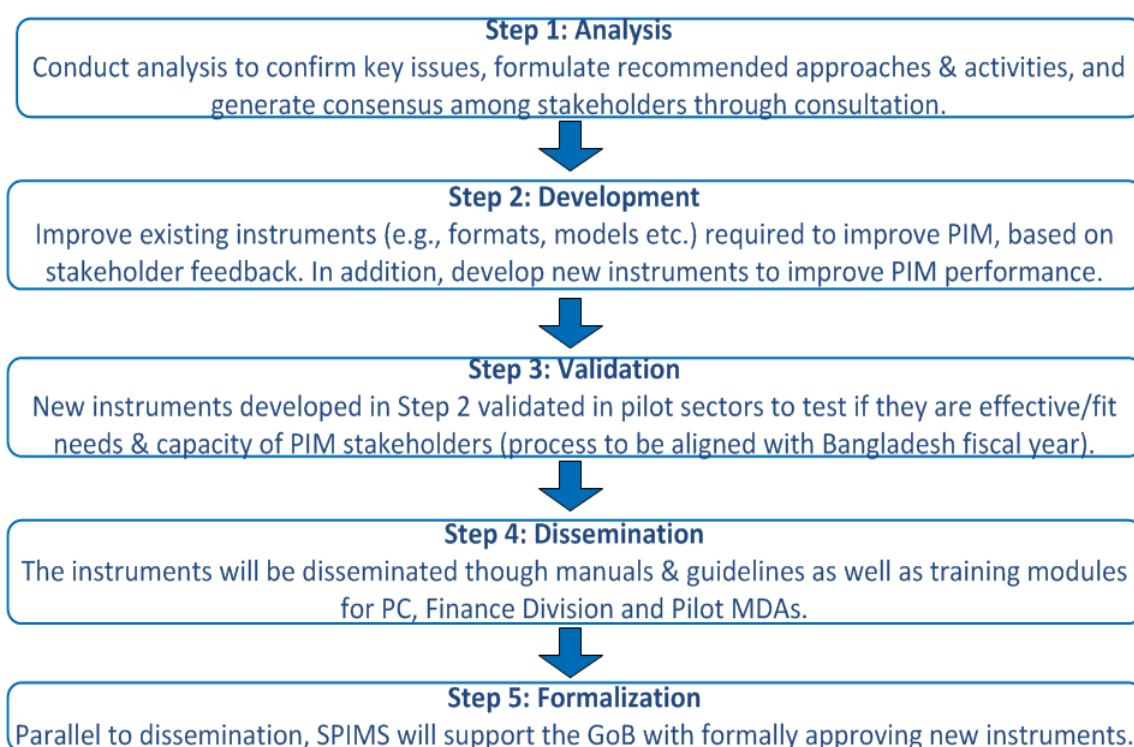 Step 1: Analysis
Conduct analysis to confirm key issues, formulate recommended approaches & activities, and
generate consensus among stakeholders through consultation.
Step 2: Development
Improve existing instruments (e.g., formats, models etc.) required to improve PIM, based on
stakeholder feedback. In addition, develop new instruments to improve PIM performance.
Step 3: Validation
New instruments developed in Step 2 validated in pilot sectors to test if they are effective/fit
needs & capacity of PIM stakeholders (process to be aligned with Bangladesh fiscal year).
Step 4: Dissemination
The instruments will be disseminated though manuals & guidelines as well as training modules
for PC, Finance Division and Pilot MDAs.
Step 5: Formalization
Parallel to dissemination, SPIMS will support the GoB with formally approving new instruments.